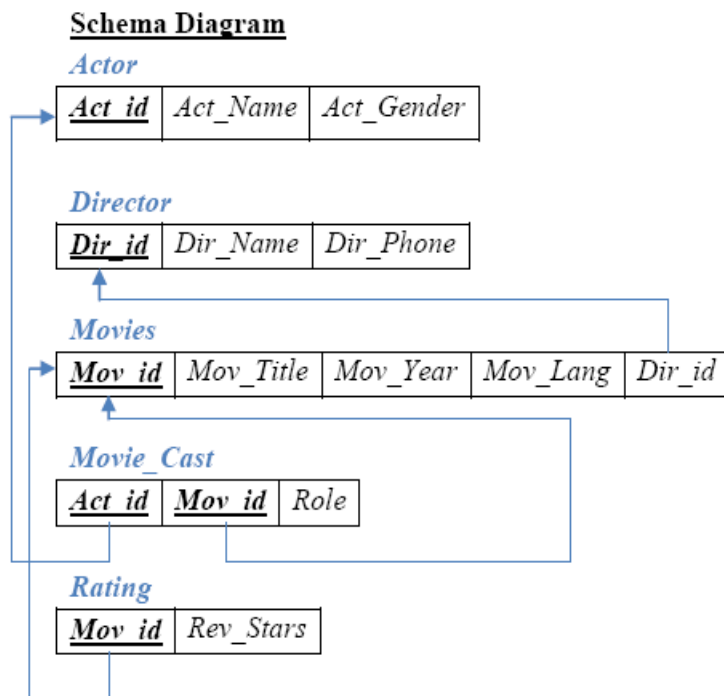 Schema Diagram
Actor
Act_id Act_Name Act_Gender
Director
Dir_id Dir_Name Dir_Phone
Movies
Mov_id Mov_Title Mov_Year Mov_Lang Dir_id
Movie_Cast
Act_id Mov_id Role
Rating
Mov_id Rev_Stars